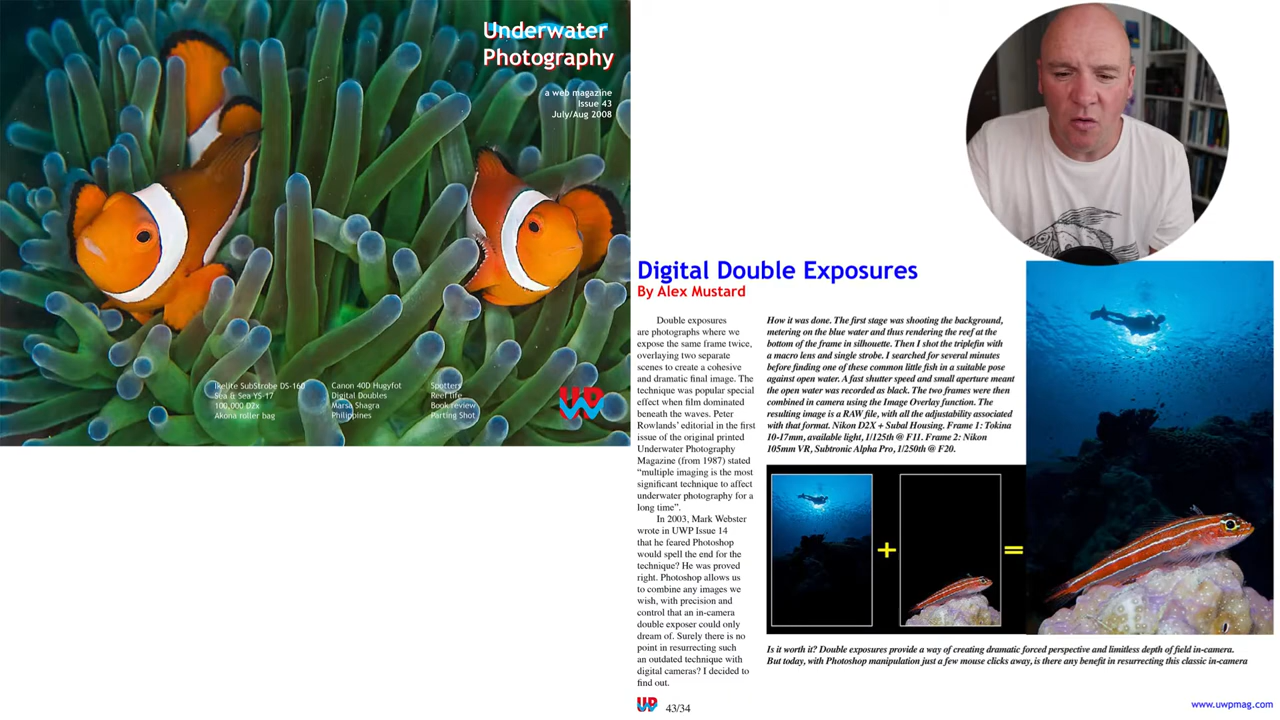 Underwater
Photography
a web magazine
Issue 43
July/Aug 2008
Ikelite SubStrobe DS-160
Sea & Sea YS-17
100,000 D2x
Akona roller bag
Canon 40D Hugyfot
Digital Doubles
Marsa Shagra
Philippines
Spotters
Reef life
Book review
Parting Shot
UW
Digital Double Exposures
By Alex Mustard
Double exposures
are photographs where we
expose the same frame twice,
overlaying two separate
scenes to create a cohesive
and dramatic final image. The
technique was popular special
effect when film dominated
beneath the waves. Peter
Rowlands’ editorial in the first
issue of the original printed
Underwater Photography
Magazine (from 1987) stated
“multiple imaging is the most
significant technique to affect
underwater photography for a
long time”.
In 2003, Mark Webster
wrote in UWP Issue 14
that he feared Photoshop
would spell the end for the
technique? He was proved
right. Photoshop allows us
to combine any images we
wish, with precision and
control that an in-camera
double exposer could only
dream of. Surely there is no
point in resurrecting such
an outdated technique with
digital cameras? I decided to
find out.
How it was done. The first stage was shooting the background,
metering on the blue water and thus rendering the reef at the
bottom of the frame in silhouette. Then I shot the triplefin with
a macro lens and single strobe. I searched for several minutes
before finding one of these common little fish in a suitable pose
against open water. A fast shutter speed and small aperture meant
the open water was recorded as black. The two frames were then
combined in camera using the Image Overlay function. The
resulting image is a RAW file, with all the adjustability associated
with that format. Nikon D2X + Subal Housing. Frame 1: Tokina
10-17mm, available light, 1/125th @ F11. Frame 2: Nikon
105mm VR, Subtronic Alpha Pro, 1/250th @ F20.
+ =
Is it worth it? Double exposures provide a way of creating dramatic forced perspective and limitless depth of field in-camera.
But today, with Photoshop manipulation just a few mouse clicks away, is there any benefit in resurrecting this classic in-camera
UP 43/34
www.uwpmag.com